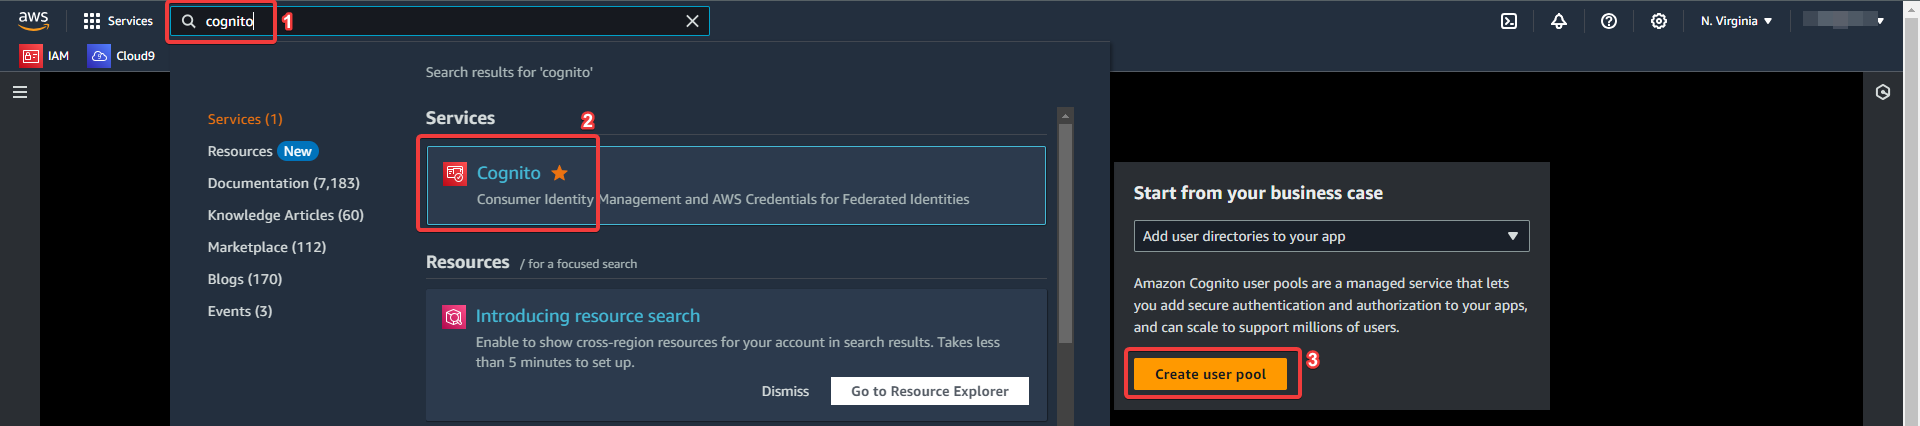 aws
Services
cognito
1
N. Virginia
IAM
Cloud9
Search results for 'cognito'
Services (1)
Resources New
Documentation (7,183)
Knowledge Articles (60)
Marketplace (112)
Blogs (170)
Events (3)
Services
2
Cognito
Consumer Identity Management and AWS Credentials for Federated Identities
Resources / for a focused search
Introducing resource search
Enable to show cross-region resources for your account in search results. Takes less
than 5 minutes to set up.
Dismiss
Go to Resource Explorer
Start from your business case
Add user directories to your app
Amazon Cognito user pools are a managed service that lets
you add secure authentication and authorization to your apps,
and can scale to support millions of users.
Create user pool
3